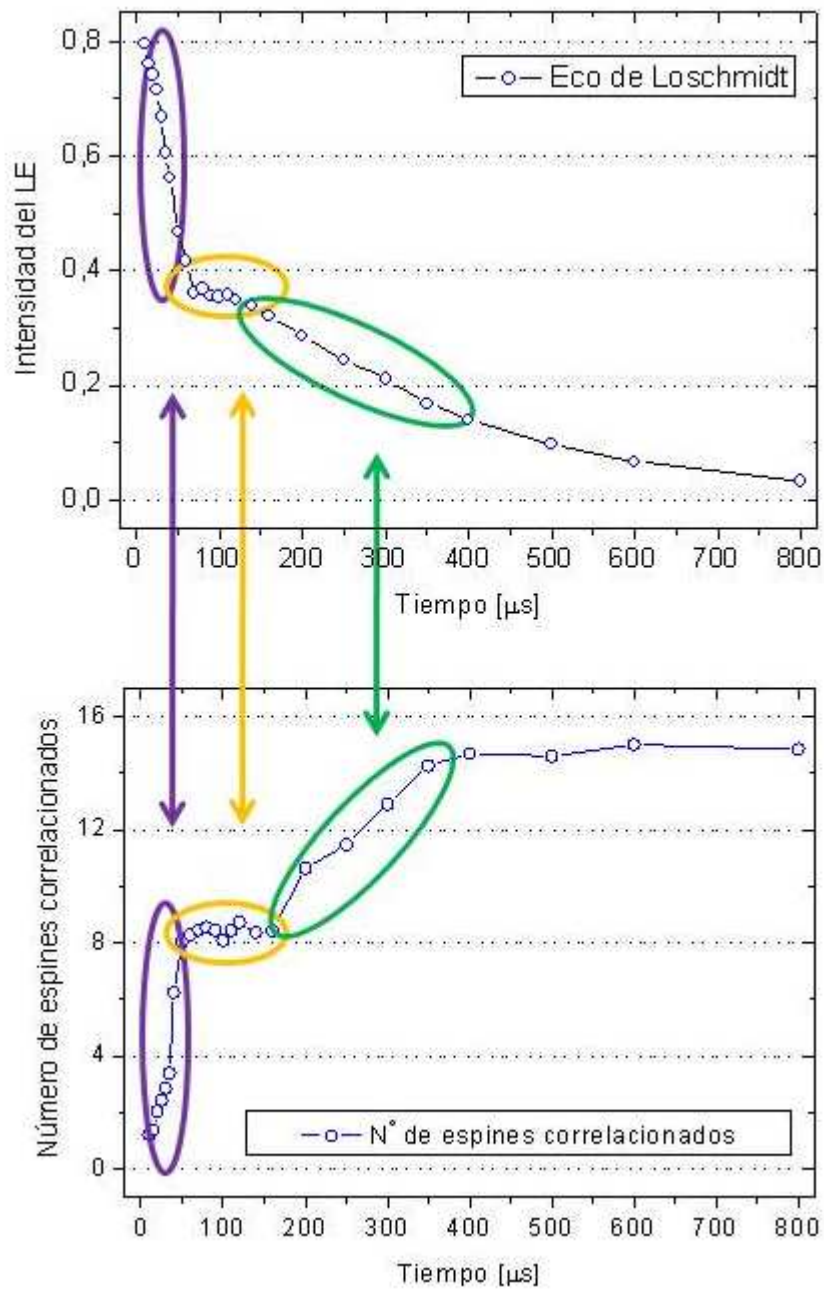 Intensidad del LE
0,8
0,6
0,4
0,2
0,0
Eco de Loschmidt
0 100 200 300 400 500 600 700 800
Tiempo [µs]
Número de espines correlacionados
16
12
8
4
0
N° de espines correlacionados
0 100 200 300 400 500 600 700 800
Tiempo [µs]